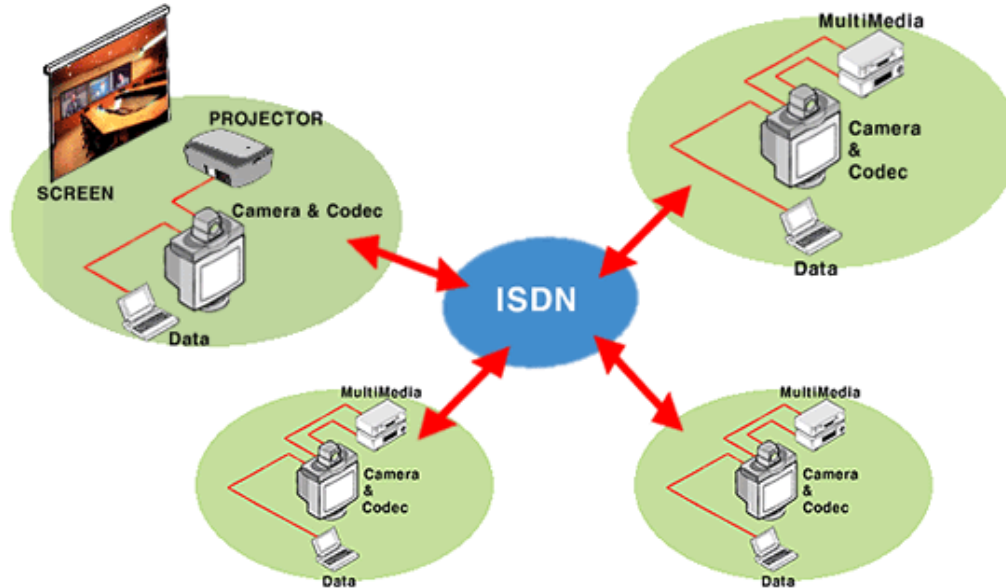 MultiMedia
PROJECTOR
SCREEN
Camera & Codec
Camera
&
Codec
Data
Data
ISDN
MultiMedia
Camera
&
Codec
Data
MultiMedia
Camera
&
Codec
Data